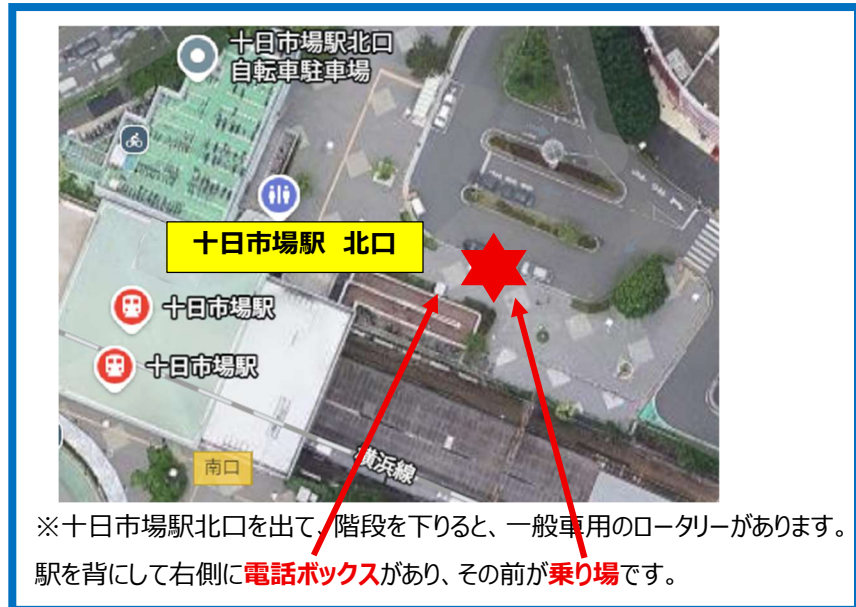 十日市場駅北口
自転車駐車場
十日市場駅 北口
十日市場駅
十日市場駅
横浜線
南口
※十日市場駅北口を出て、階段を下りると、一般車用のロータリーがあります。
駅を背にして右側に電話ボックスがあり、その前が乗り場です。